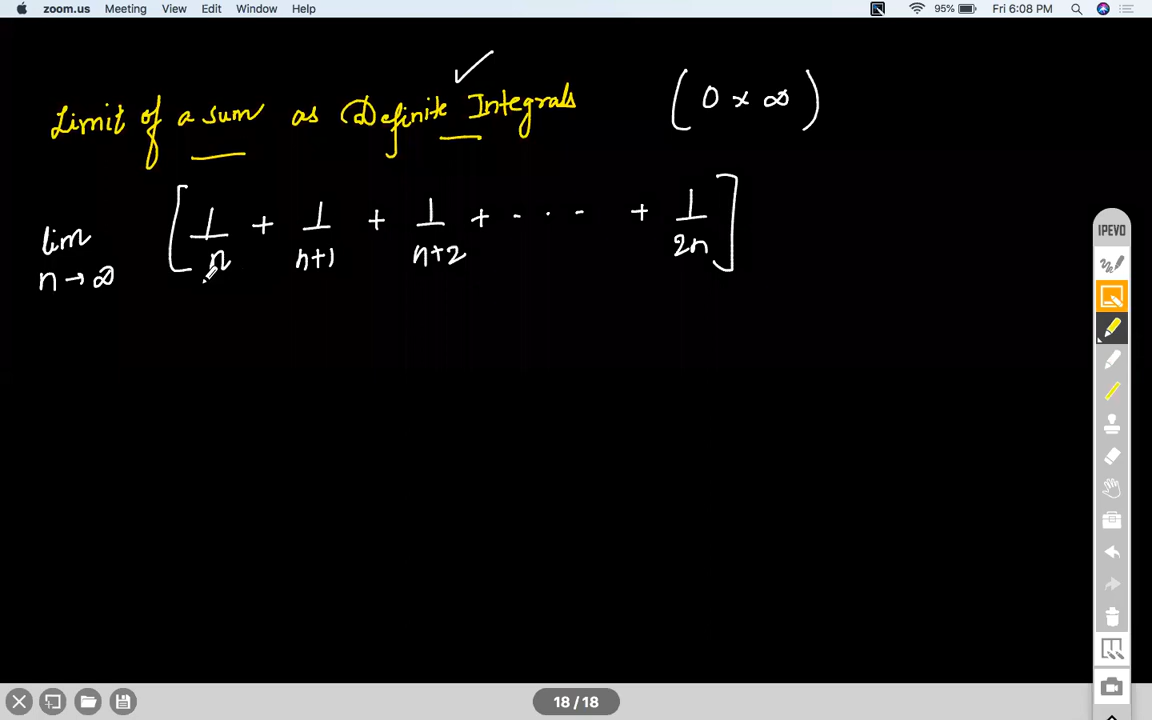 zoom.us Meeting View Edit Window Help 95% Fri 6:08 PM
Limit of a sum as Definite Integrals (0 × ∞)
lim n→∞ [1/n + 1/n+1 + 1/n+2 + - · · - + 1/2n]
IPEVO
18 / 18